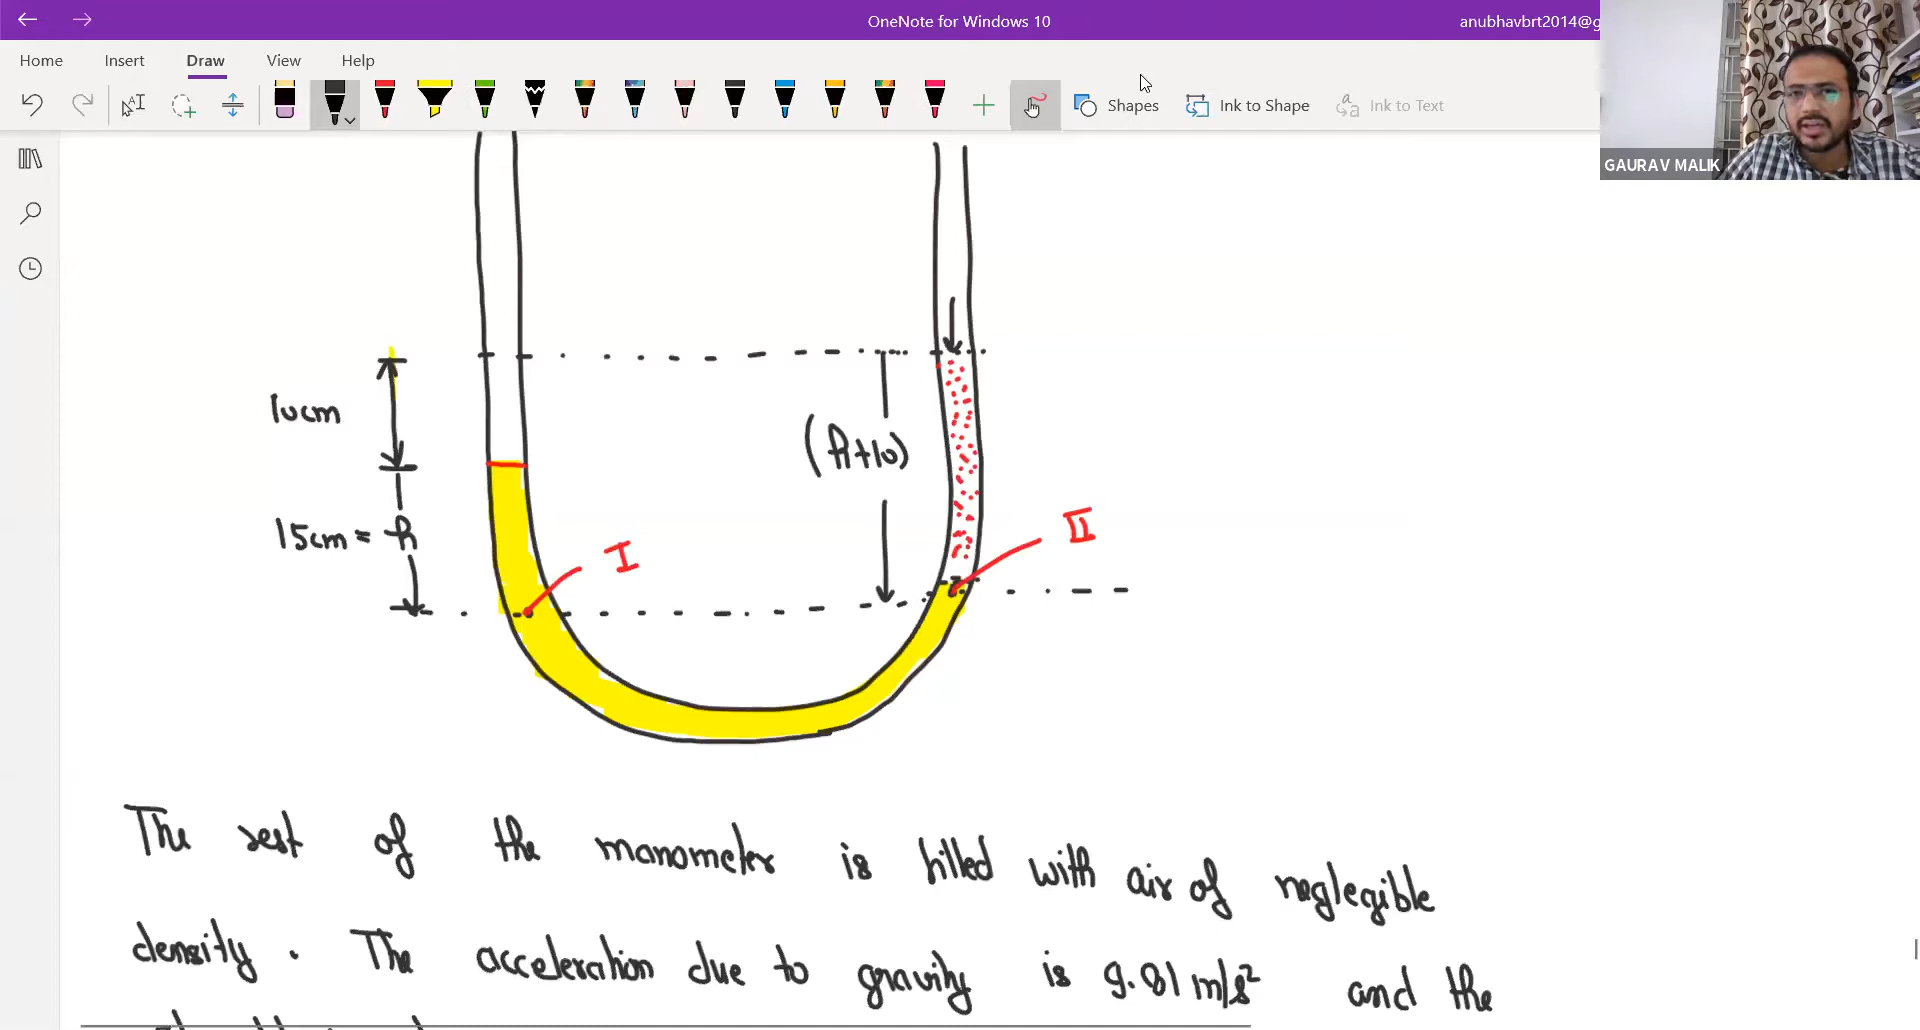 OneNote for Windows 10
anubhavbrt2014@g
Home Insert Draw View Help
Shapes Ink to Shape Ink to Text
GAURAV MALIK
10cm
(h+10)
15cm = h
I
II
The rest of the manometer is filled with air of neglegible
density. The acceleration due to gravity is 9.81 m/s² and the